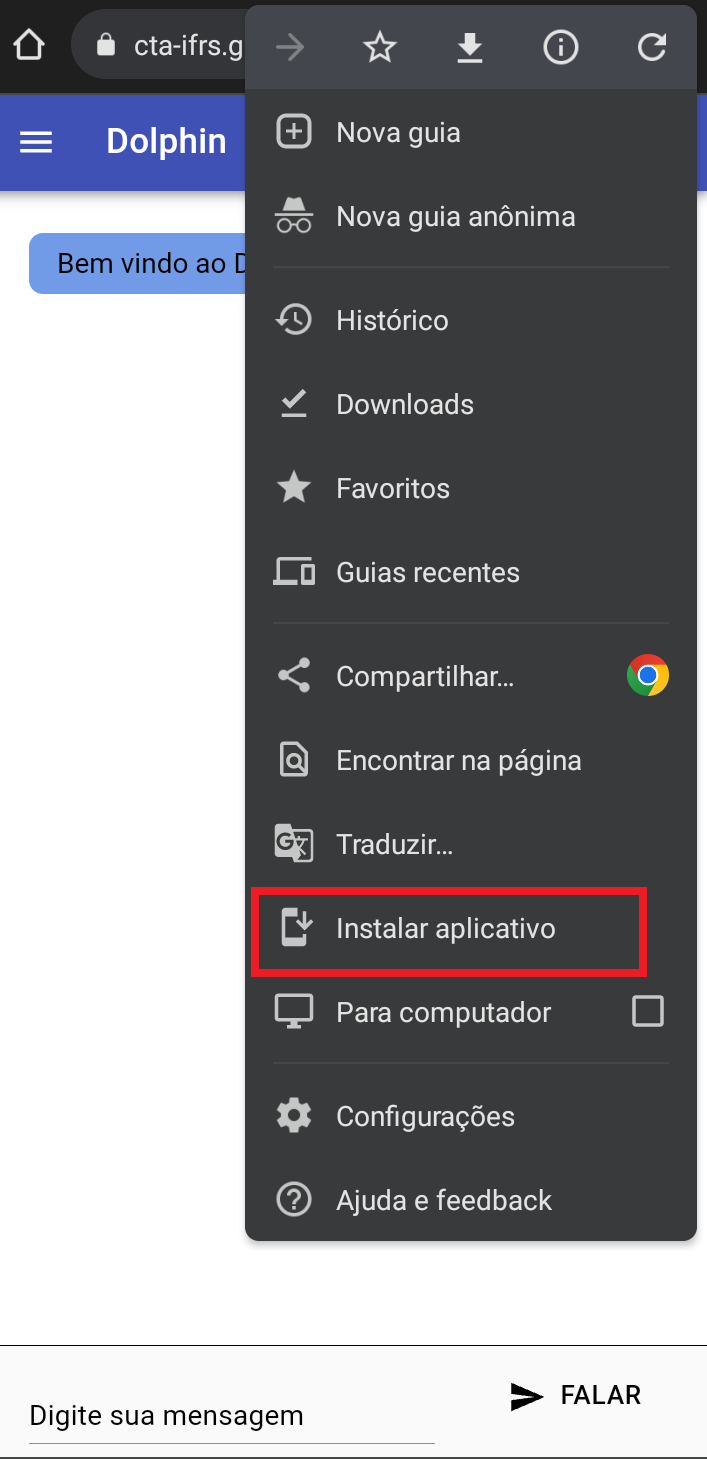 cta-ifrs.g
Dolphin
Bem vindo ao D
Nova guia
Nova guia anônima
Histórico
Downloads
Favoritos
Guias recentes
Compartilhar...
Encontrar na página
Traduzir...
Instalar aplicativo
Para computador
Configurações
Ajuda e feedback
Digite sua mensagem
FALAR